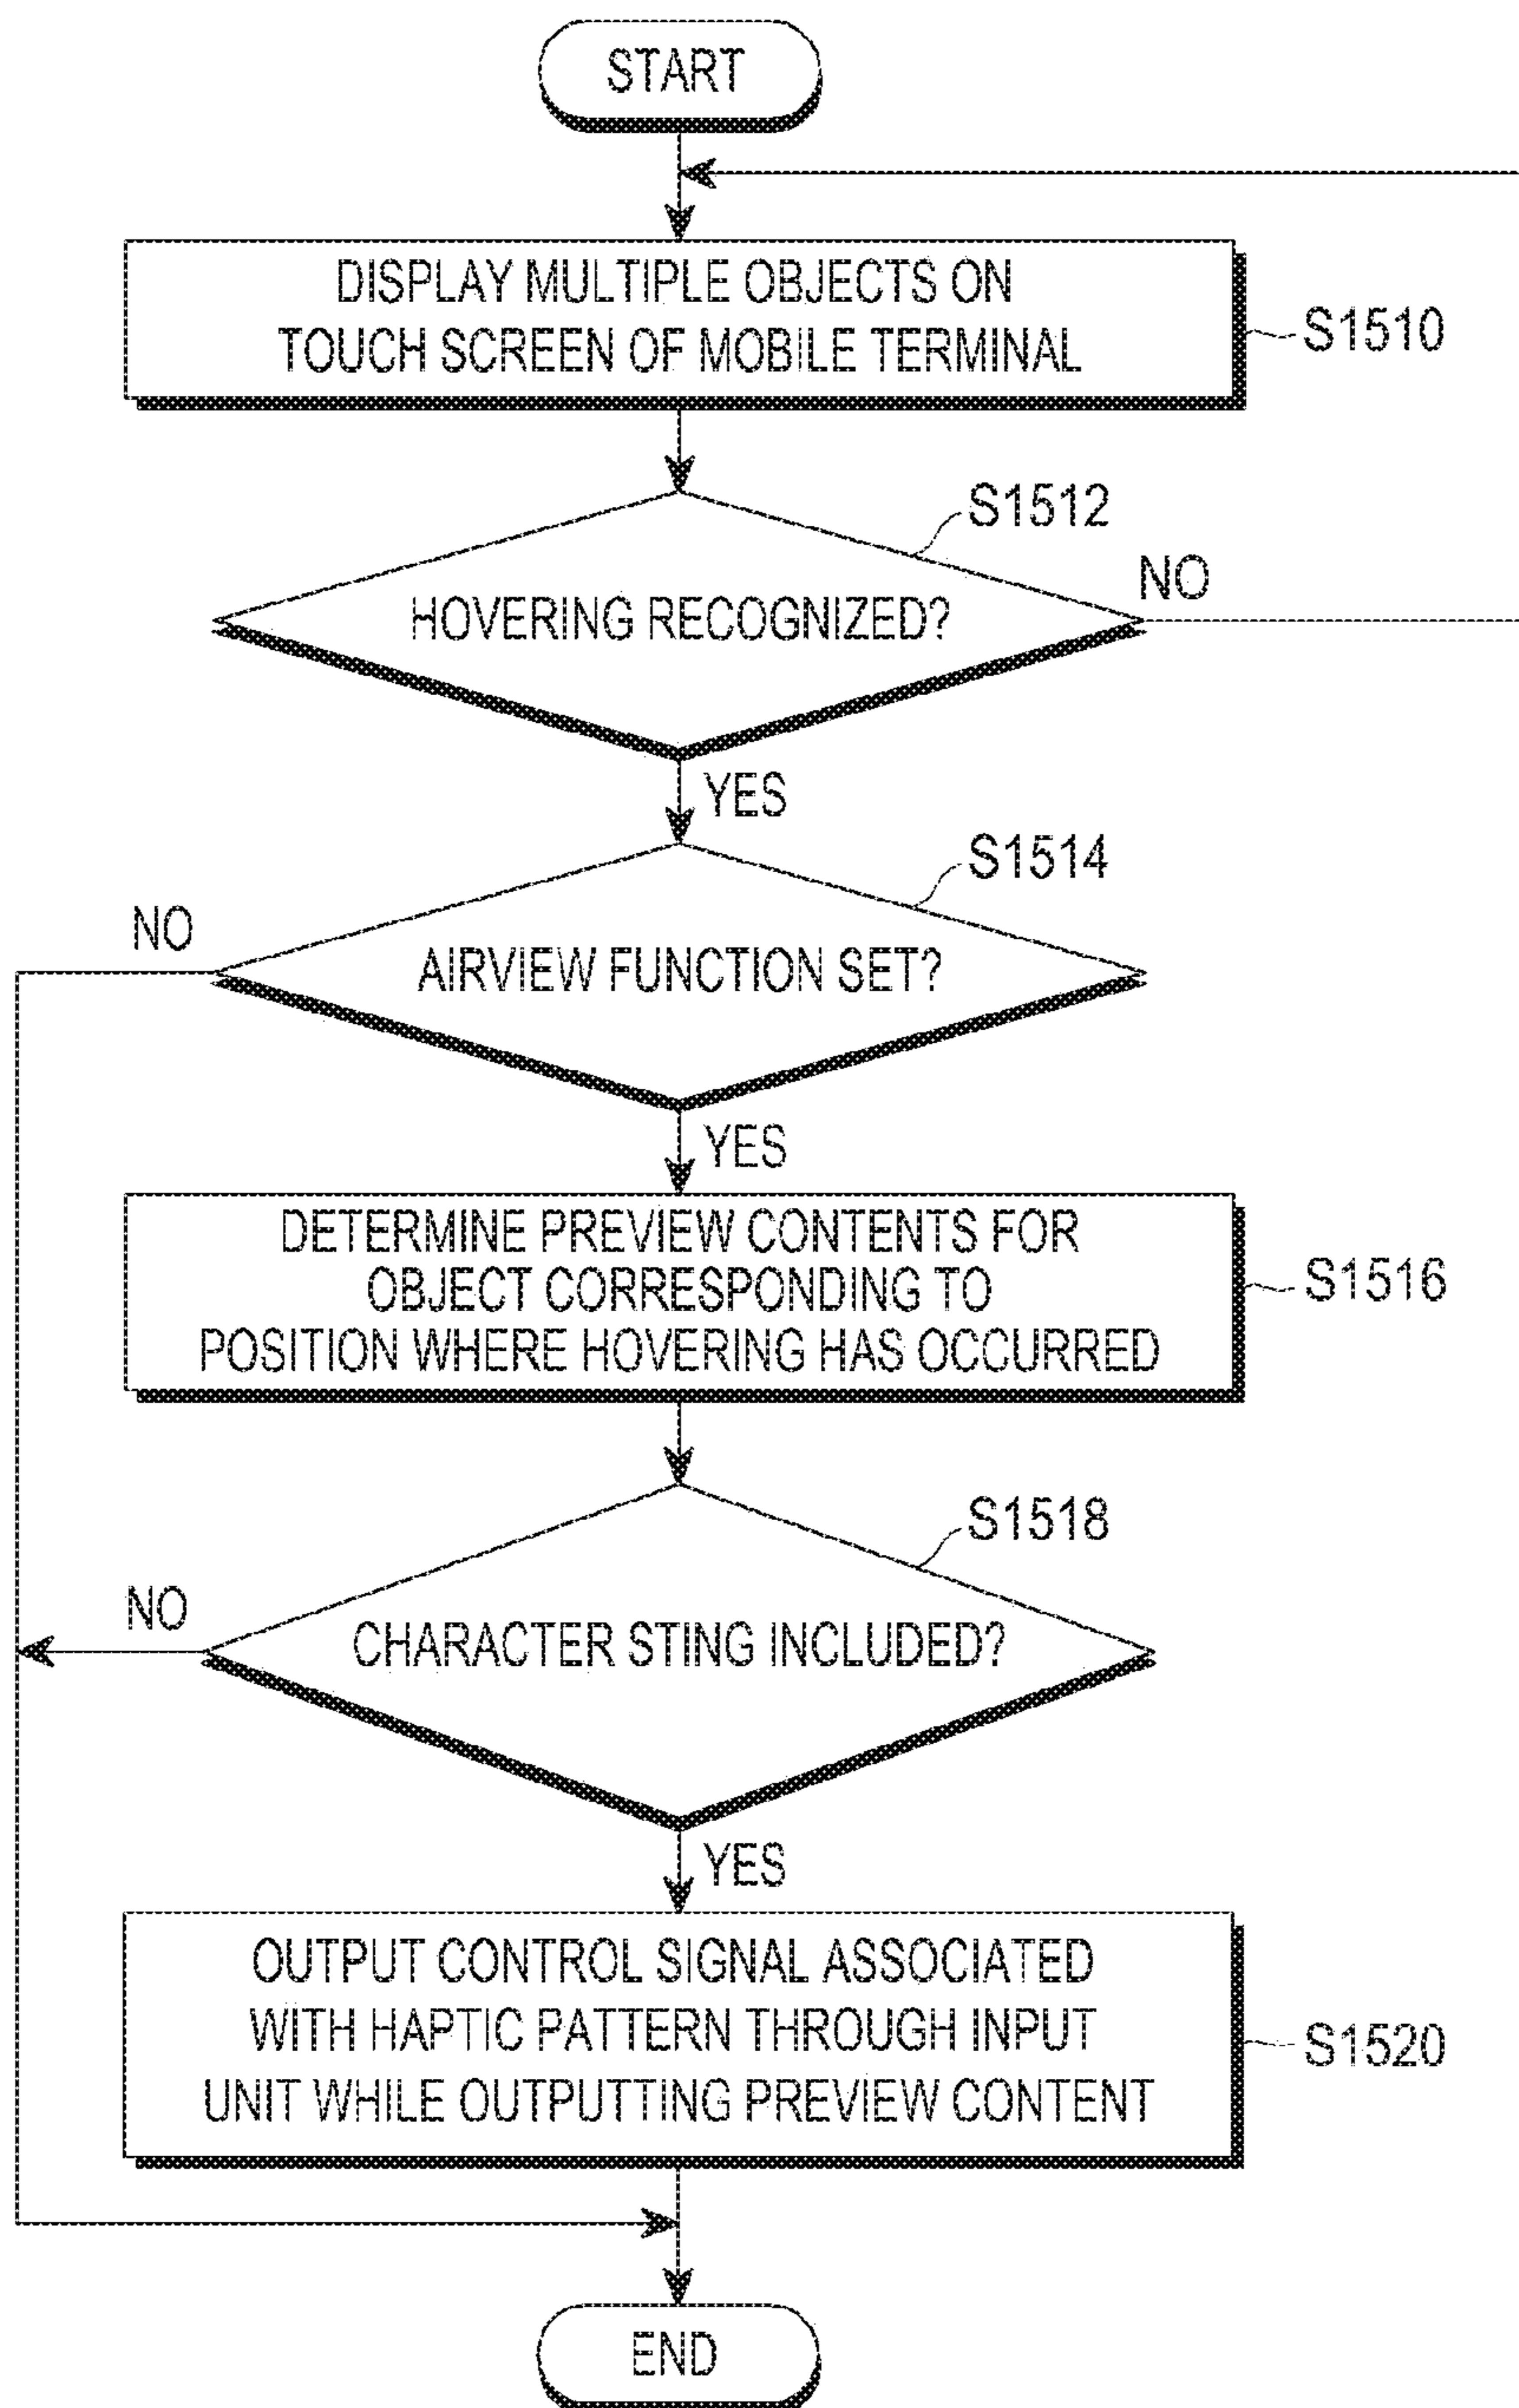 START
DISPLAY MULTIPLE OBJECTS ON
TOUCH SCREEN OF MOBILE TERMINAL
S1510
S1512
HOVERING RECOGNIZED?
NO
YES
S1514
NO
AIRVIEW FUNCTION SET?
YES
DETERMINE PREVIEW CONTENTS FOR
OBJECT CORRESPONDING TO
POSITION WHERE HOVERING HAS OCCURRED
S1516
S1518
NO
CHARACTER STING INCLUDED?
YES
OUTPUT CONTROL SIGNAL ASSOCIATED
WITH HAPTIC PATTERN THROUGH INPUT
UNIT WHILE OUTPUTTING PREVIEW CONTENT
S1520
END